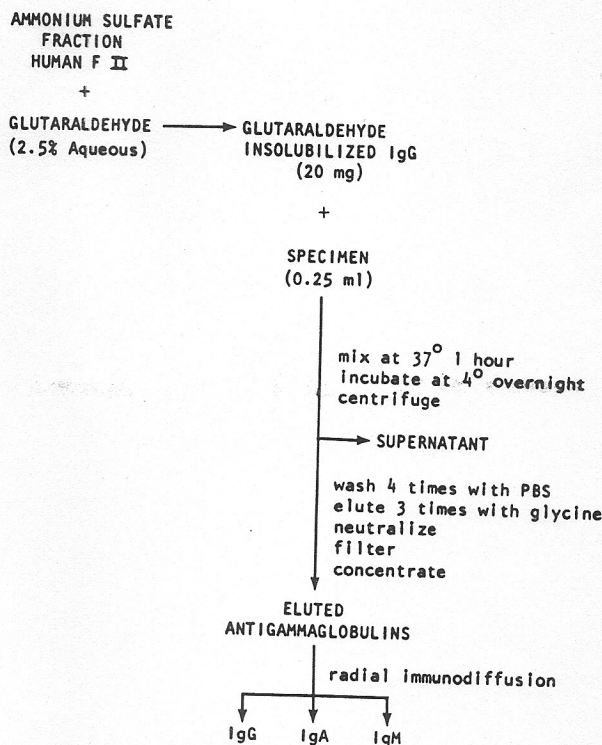 AMMONIUM SULFATE
FRACTION
HUMAN F II
+
GLUTARALDEHYDE
(2.5% Aqueous)
GLUTARALDEHYDE
INSOLUBILIZED IgG
(20 mg)
+
SPECIMEN
(0.25 ml)
mix at 37° 1 hour
incubate at 4° overnight
centrifuge
SUPERNATANT
wash 4 times with PBS
elute 3 times with glycine
neutralize
filter
concentrate
ELUTED
ANTIGAMMAGLOBULINS
radial immunodiffusion
IgG IgA IgM